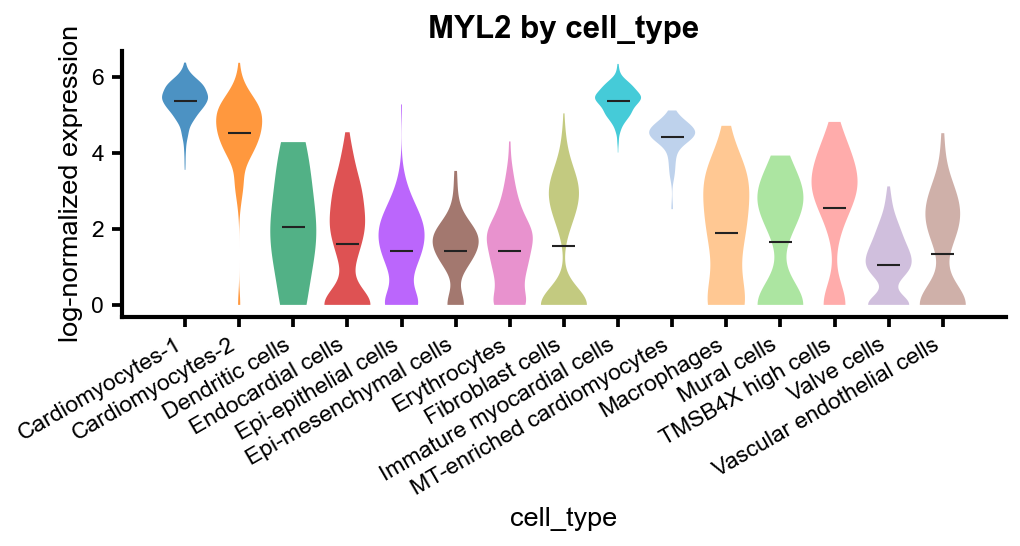 MYL2 by cell_type
log-normalized expression
6
4
2
0
Cardiomyocytes-1
Cardiomyocytes-2
Dendritic cells
Endocardial cells
Epi-epithelial cells
Epi-mesenchymal cells
Erythrocytes
Fibroblast cells
Immature myocardial cells
MT-enriched cardiomyocytes
Macrophages
Mural cells
TMSB4X high cells
Valve cells
Vascular endothelial cells
cell_type